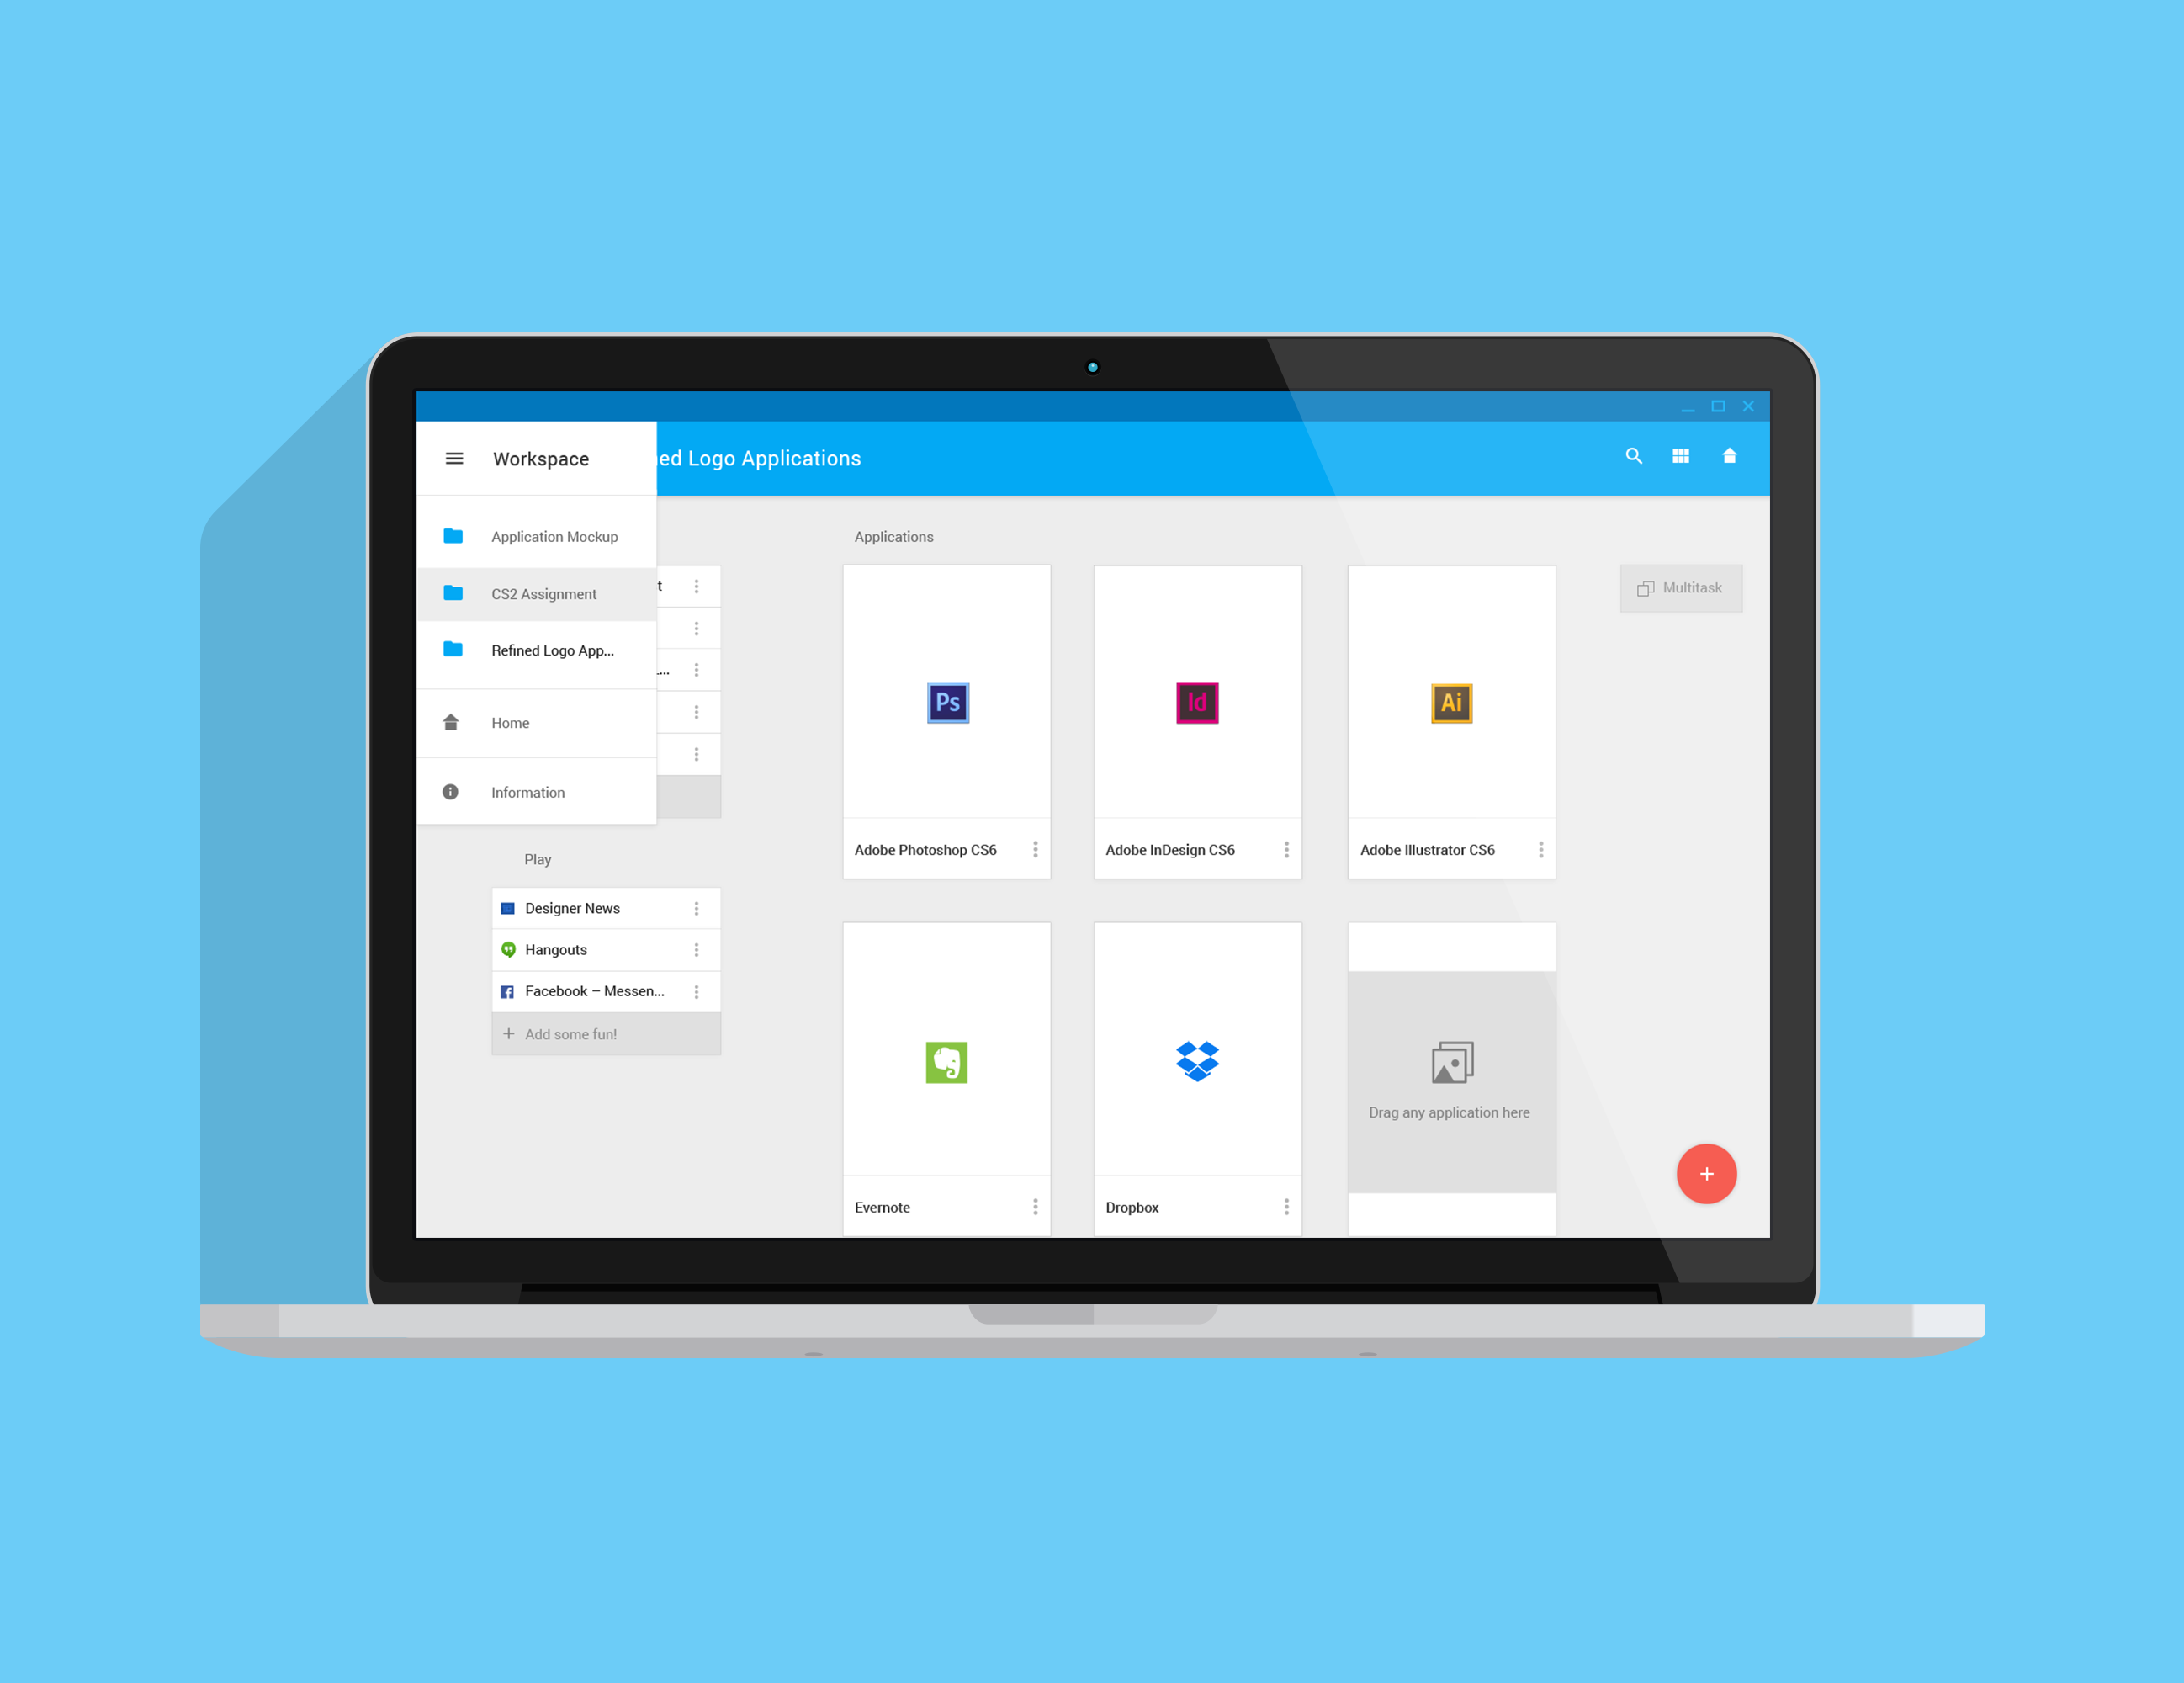 Workspace
ed Logo Applications
Application Mockup
CS2 Assignment
Refined Logo App...
Home
Information
t
...
Play
Designer News
Hangouts
Facebook – Messen...
+ Add some fun!
Applications
Multitask
Ps
Id
Ai
Adobe Photoshop CS6
Adobe InDesign CS6
Adobe Illustrator CS6
Drag any application here
Evernote
Dropbox
+